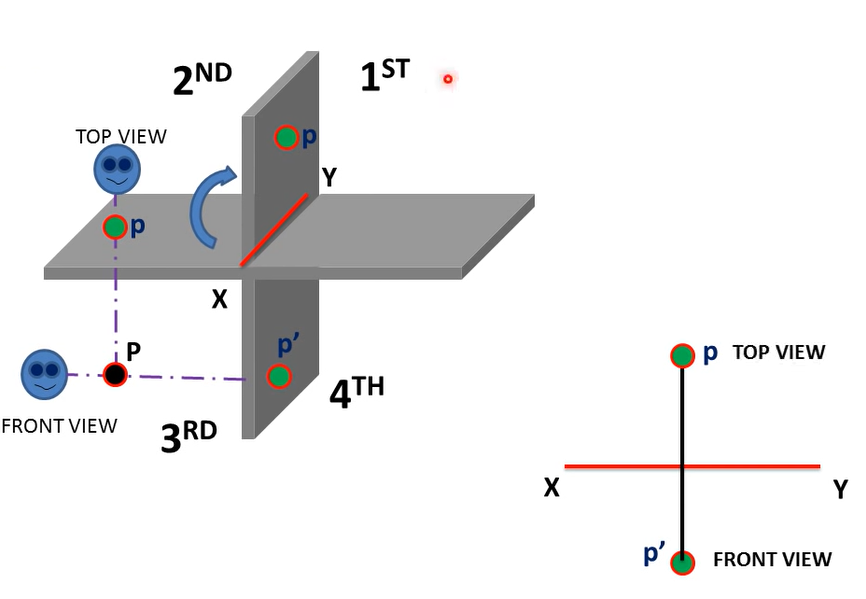 2ND
1ST
TOP VIEW
p
Y
p
X
P
p’
4TH
FRONT VIEW
3RD
p TOP VIEW
X
Y
p’ FRONT VIEW